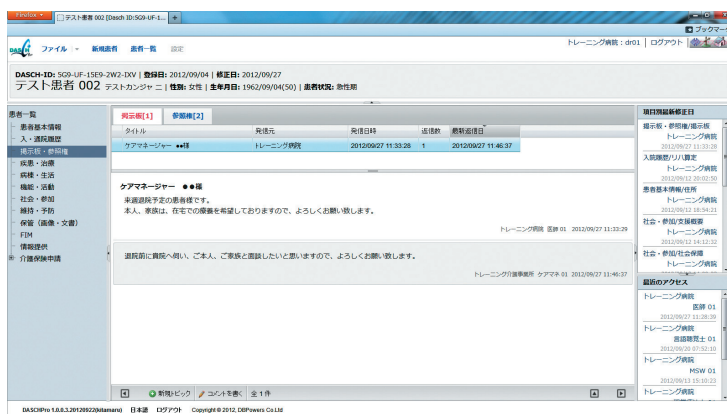 Firefox
テスト患者 002 [Dasch ID:5G9-UF-1...
ブックマー
DASCH
ファイル
新規患者
患者一覧
設定
トレーニング病院 : dr01 | ログアウト
DASCH-ID: 5G9-UF-15E9-2W2-IXV | 登録日: 2012/09/04 | 修正日: 2012/09/27
テスト患者 002 テストカンジャ 二 | 性別: 女性 | 生年月日: 1962/09/04(50) | 患者状況: 急性期
患者一覧
患者基本情報
入・退院履歴
掲示板・参照権
疾患・治療
病棟・生活
機能・活動
社会・参加
維持・予防
保管（画像・文書）
FIM
情報提供
介護保険申請
掲示板[1]
参照権[2]
タイトル 発信元 発信日時 返信数 最新返信日
ケアマネージャー ●●様 トレーニング病院 2012/09/27 11:33:28 1 2012/09/27 11:46:37
ケアマネージャー ●●様
来週退院予定の患者様です。
本人、家族は、在宅での療養を希望しておりますので、よろしくお願い致します。
トレーニング病院 医師 01 2012/09/27 11:33:29
退院前に貴院へ伺い、ご本人、ご家族と面談したいと思いますので、よろしくお願い致します。
トレーニング介護事業所 ケアマネ 01 2012/09/27 11:46:37
新規トピック
コメントを書く
全 1 件
項目別最新修正日
掲示板・参照権/掲示板
トレーニング病院
2012/09/27 11:33:28
入院履歴/リハ算定
トレーニング病院
2012/09/12 20:02:50
患者基本情報/住所
トレーニング病院
2012/09/12 18:54:21
社会・参加/支援概要
トレーニング病院
2012/09/12 14:12:32
社会・参加/社会保障
トレーニング病院
最近のアクセス
トレーニング病院
医師 01
2012/09/27 11:28:39
トレーニング病院
言語聴覚士 01
2012/09/20 07:52:10
トレーニング病院
MSW 01
2012/09/13 15:10:23
トレーニング病院
DASCHPro 1.0.0.3.20120922(kitamaru) 日本語 ログアウト Copyright © 2012, DBPowers Co.Ltd